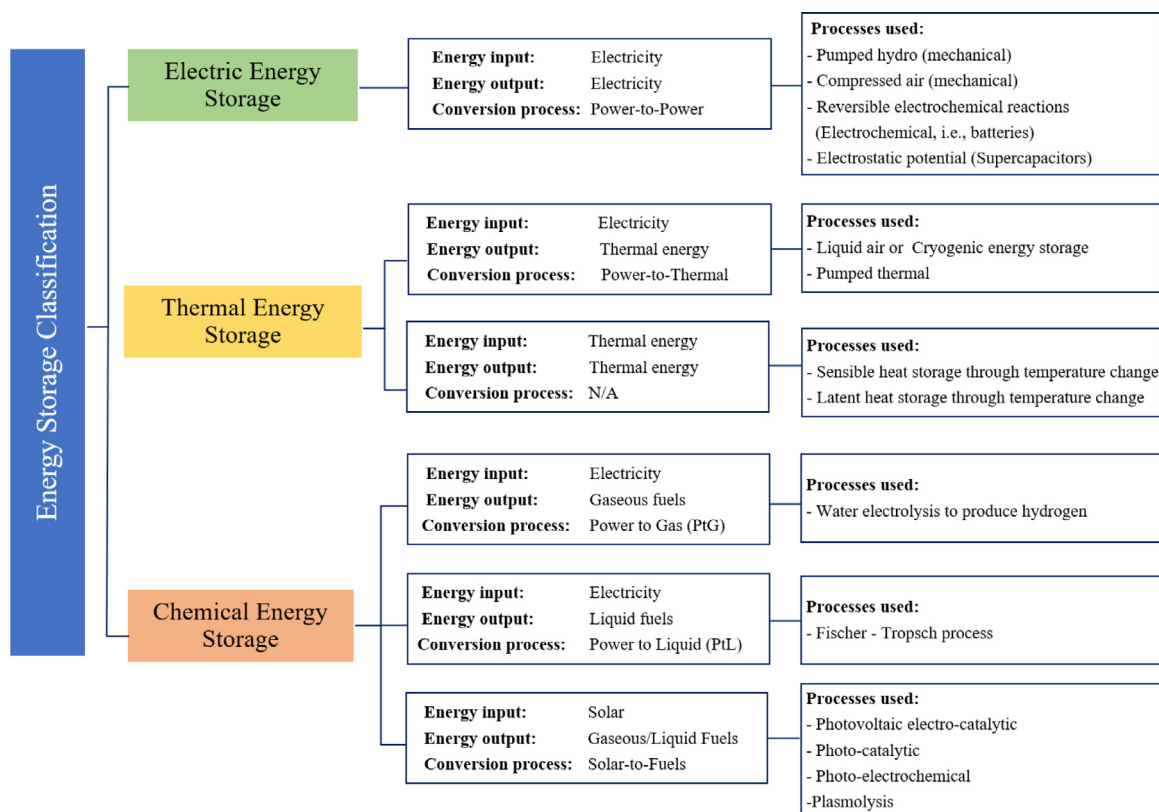 Energy Storage Classification
Electric Energy
Storage
Energy input: Electricity
Energy output: Electricity
Conversion process: Power-to-Power
Processes used:
- Pumped hydro (mechanical)
- Compressed air (mechanical)
- Reversible electrochemical reactions
(Electrochemical, i.e., batteries)
- Electrostatic potential (Supercapacitors)
Thermal Energy
Storage
Energy input: Electricity
Energy output: Thermal energy
Conversion process: Power-to-Thermal
Processes used:
- Liquid air or Cryogenic energy storage
- Pumped thermal
Energy input: Thermal energy
Energy output: Thermal energy
Conversion process: N/A
Processes used:
- Sensible heat storage through temperature change
- Latent heat storage through temperature change
Chemical Energy
Storage
Energy input: Electricity
Energy output: Gaseous fuels
Conversion process: Power to Gas (PtG)
Processes used:
- Water electrolysis to produce hydrogen
Energy input: Electricity
Energy output: Liquid fuels
Conversion process: Power to Liquid (PtL)
Processes used:
- Fischer - Tropsch process
Energy input: Solar
Energy output: Gaseous/Liquid Fuels
Conversion process: Solar-to-Fuels
Processes used:
- Photovoltaic electro-catalytic
- Photo-catalytic
- Photo-electrochemical
-Plasmolysis